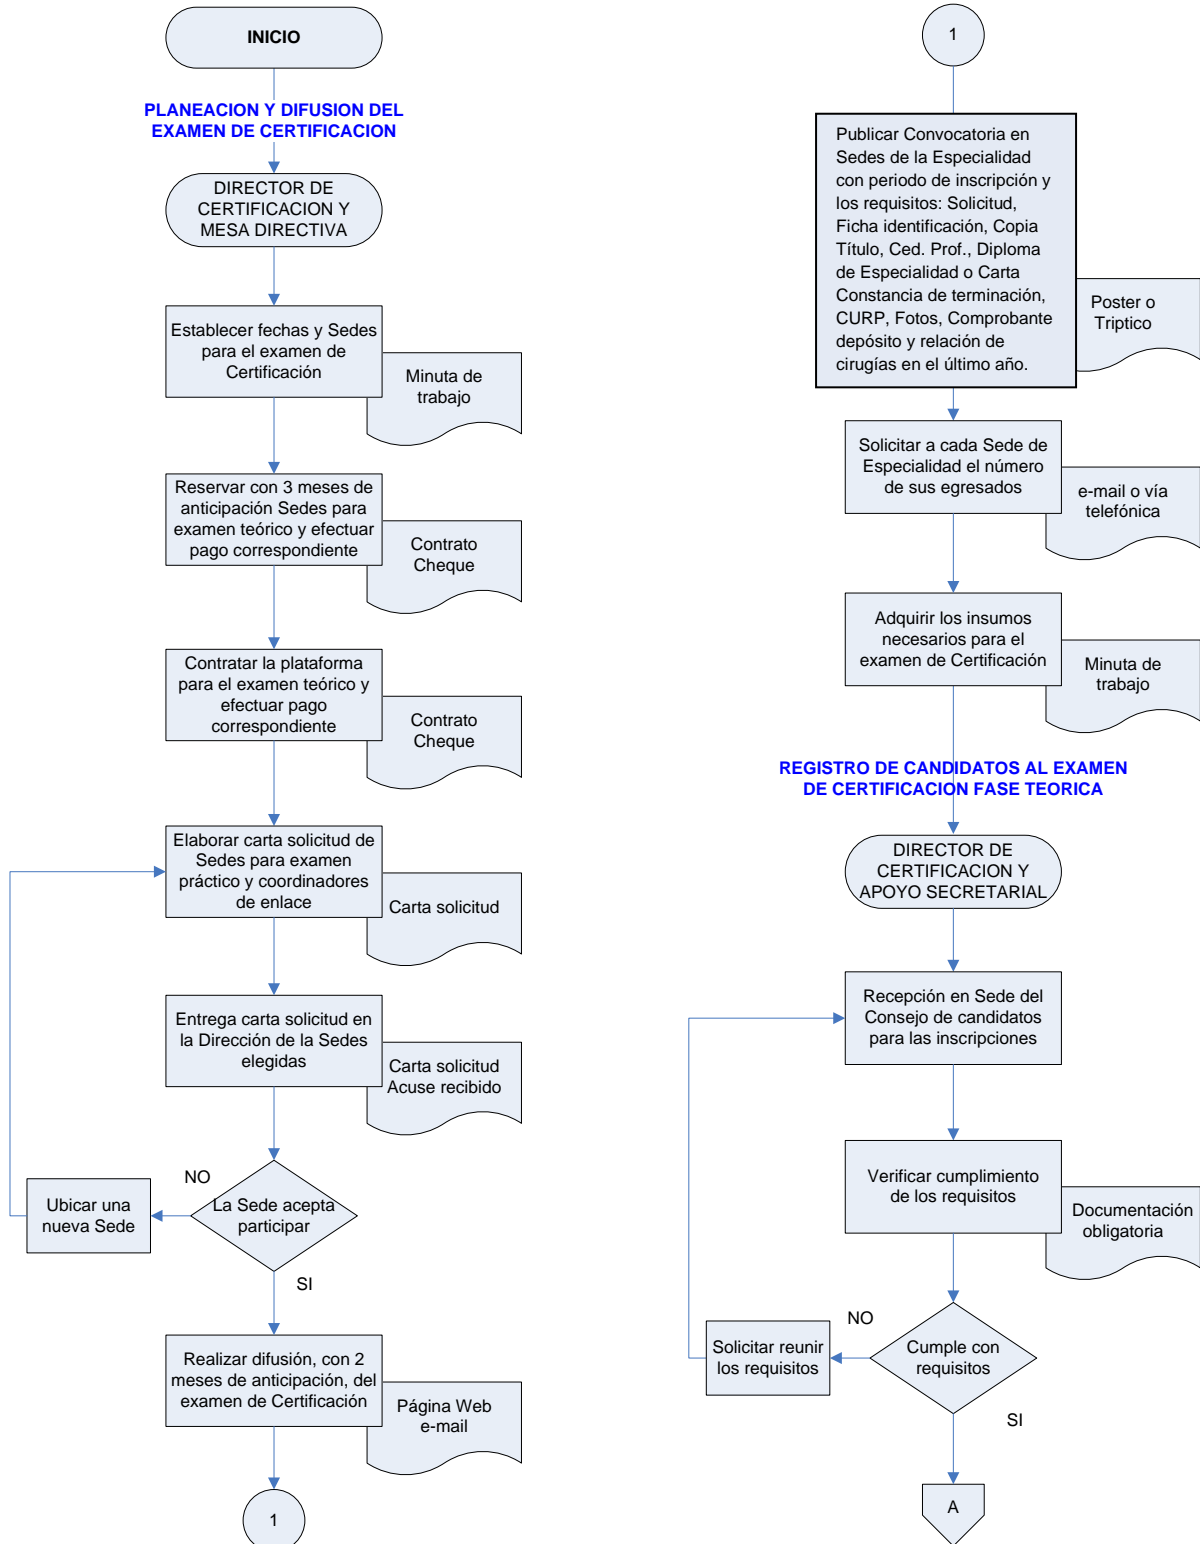 INICIO
PLANEACION Y DIFUSION DEL
EXAMEN DE CERTIFICACION
DIRECTOR DE
CERTIFICACION Y
MESA DIRECTIVA
Establecer fechas y Sedes
para el examen de
Certificación
Minuta de
trabajo
Reservar con 3 meses de
anticipación Sedes para
examen teórico y efectuar
pago correspondiente
Contrato
Cheque
Contratar la plataforma
para el examen teórico y
efectuar pago
correspondiente
Contrato
Cheque
Elaborar carta solicitud de
Sedes para examen
práctico y coordinadores
de enlace
Carta solicitud
Entrega carta solicitud en
la Dirección de la Sedes
elegidas
Carta solicitud
Acuse recibido
La Sede acepta
participar
NO
Ubicar una
nueva Sede
SI
Realizar difusión, con 2
meses de anticipación, del
examen de Certificación
Página Web
e-mail
1
1
Publicar Convocatoria en
Sedes de la Especialidad
con periodo de inscripción y
los requisitos: Solicitud,
Ficha identificación, Copia
Título, Ced. Prof., Diploma
de Especialidad o Carta
Constancia de terminación,
CURP, Fotos, Comprobante
depósito y relación de
cirugías en el último año.
Poster o
Triptico
Solicitar a cada Sede de
Especialidad el número
de sus egresados
e-mail o vía
telefónica
Adquirir los insumos
necesarios para el
examen de Certificación
Minuta de
trabajo
REGISTRO DE CANDIDATOS AL EXAMEN
DE CERTIFICACION FASE TEORICA
DIRECTOR DE
CERTIFICACION Y
APOYO SECRETARIAL
Recepción en Sede del
Consejo de candidatos
para las inscripciones
Verificar cumplimiento
de los requisitos
Documentación
obligatoria
Cumple con
requisitos
NO
Solicitar reunir
los requisitos
SI
A